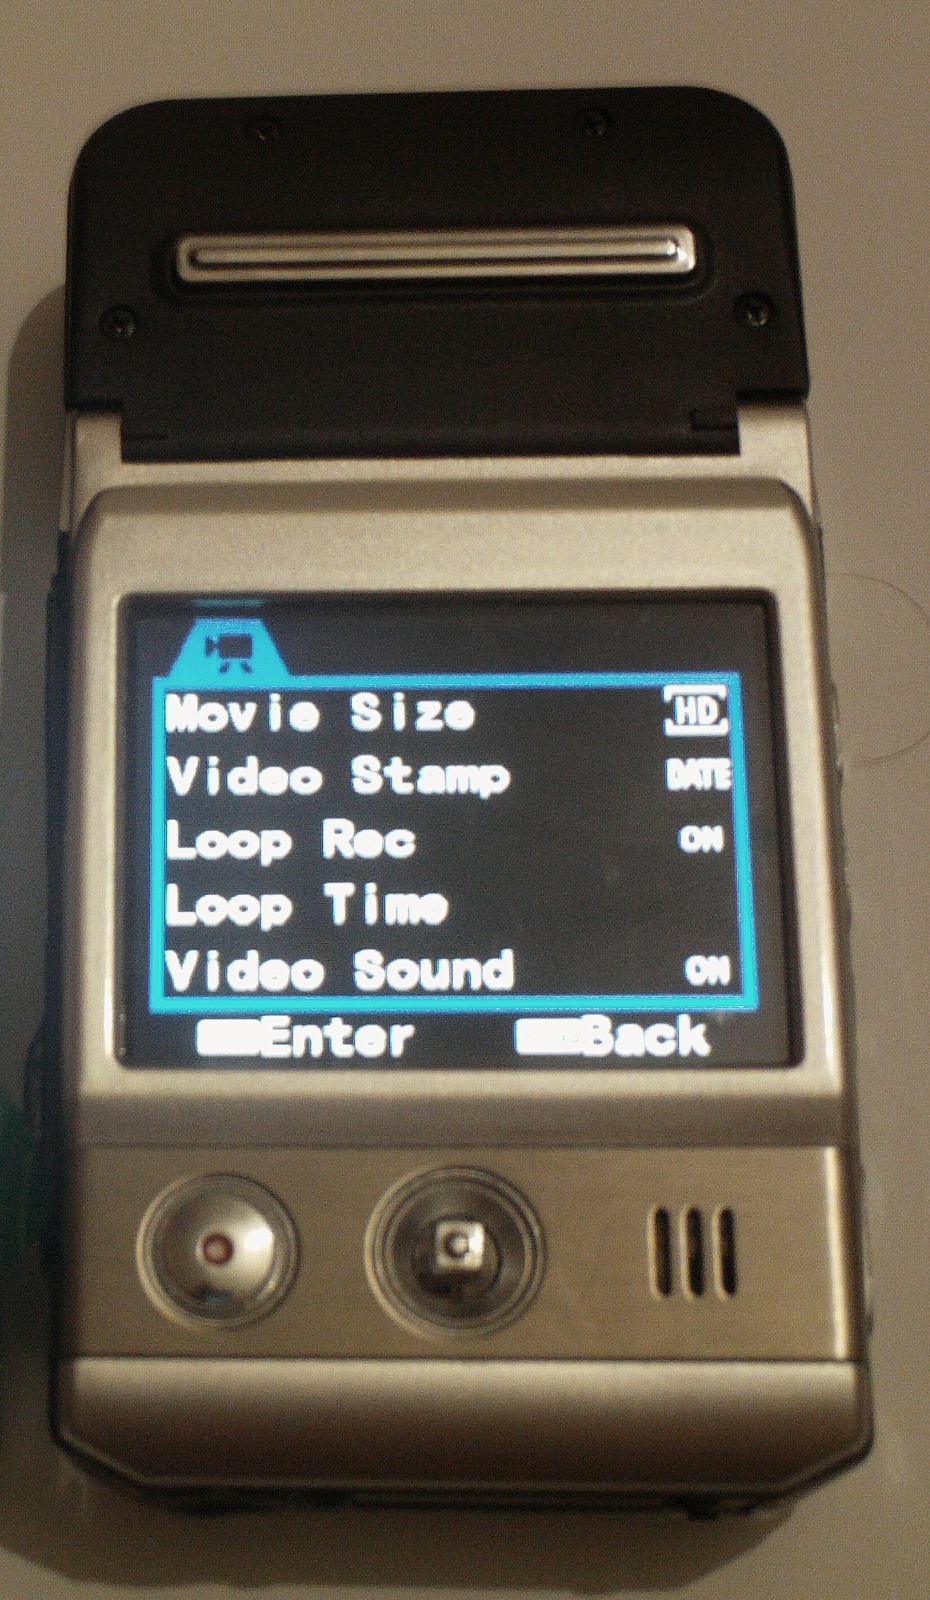 Movie Size HD
Video Stamp DATE
Loop Rec ON
Loop Time
Video Sound ON
Enter Back